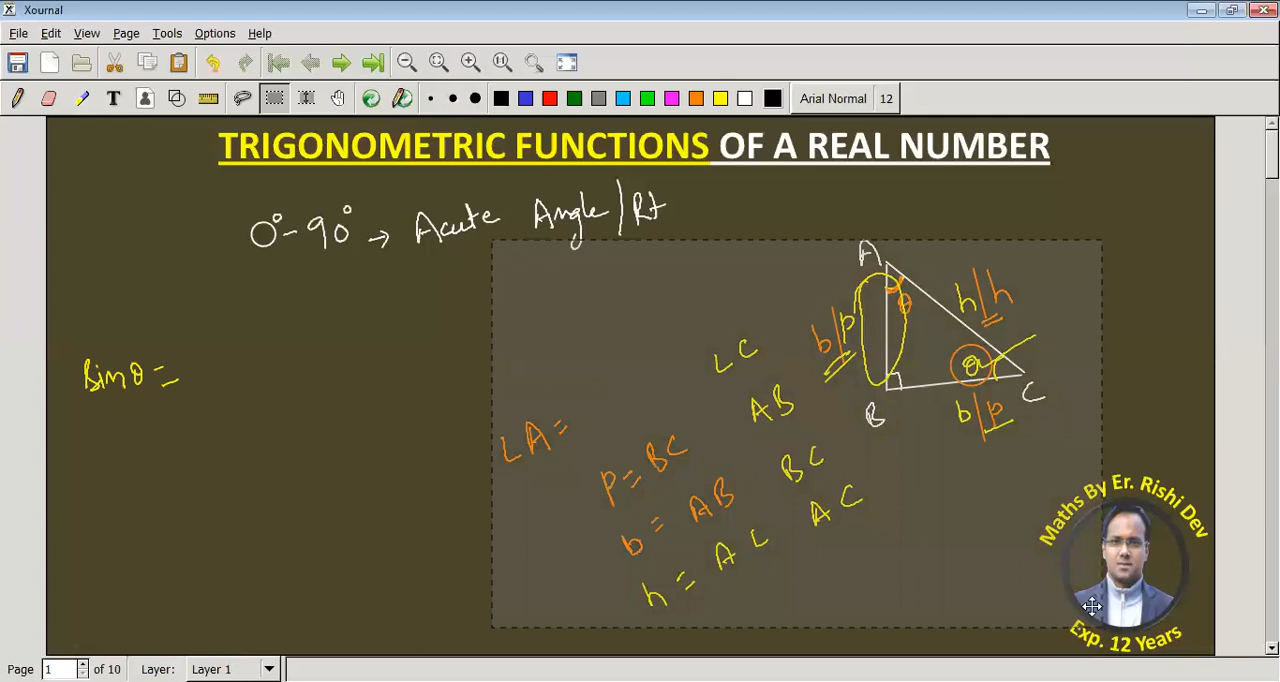 Xournal
File Edit View Page Tools Options Help
Arial Normal 12
TRIGONOMETRIC FUNCTIONS OF A REAL NUMBER
0° - 90° → Acute Angle / Rt
A
h/h
θ
b/p
θ
C
B
b/p
Sinθ =
LC
AB
BC
AC
LA =
p = BC
b = AB
h = AC
Maths By Er. Rishi Dev
Exp. 12 Years
Page 1 of 10 Layer: Layer 1